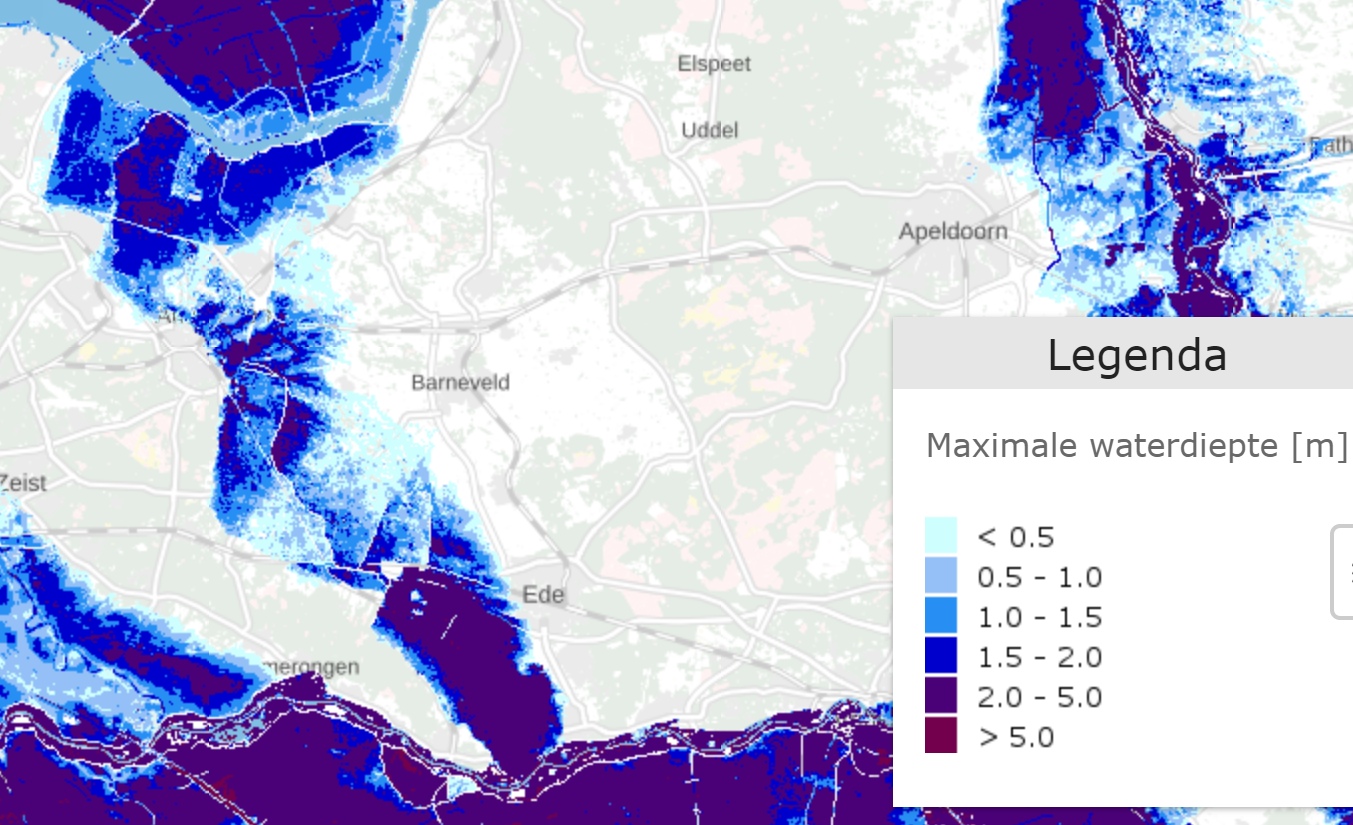 Elspeet
Uddel
Apeldoorn
Barneveld
Zeist
Ede
merongen
Legenda
Maximale waterdiepte [m]
< 0.5
0.5 - 1.0
1.0 - 1.5
1.5 - 2.0
2.0 - 5.0
> 5.0